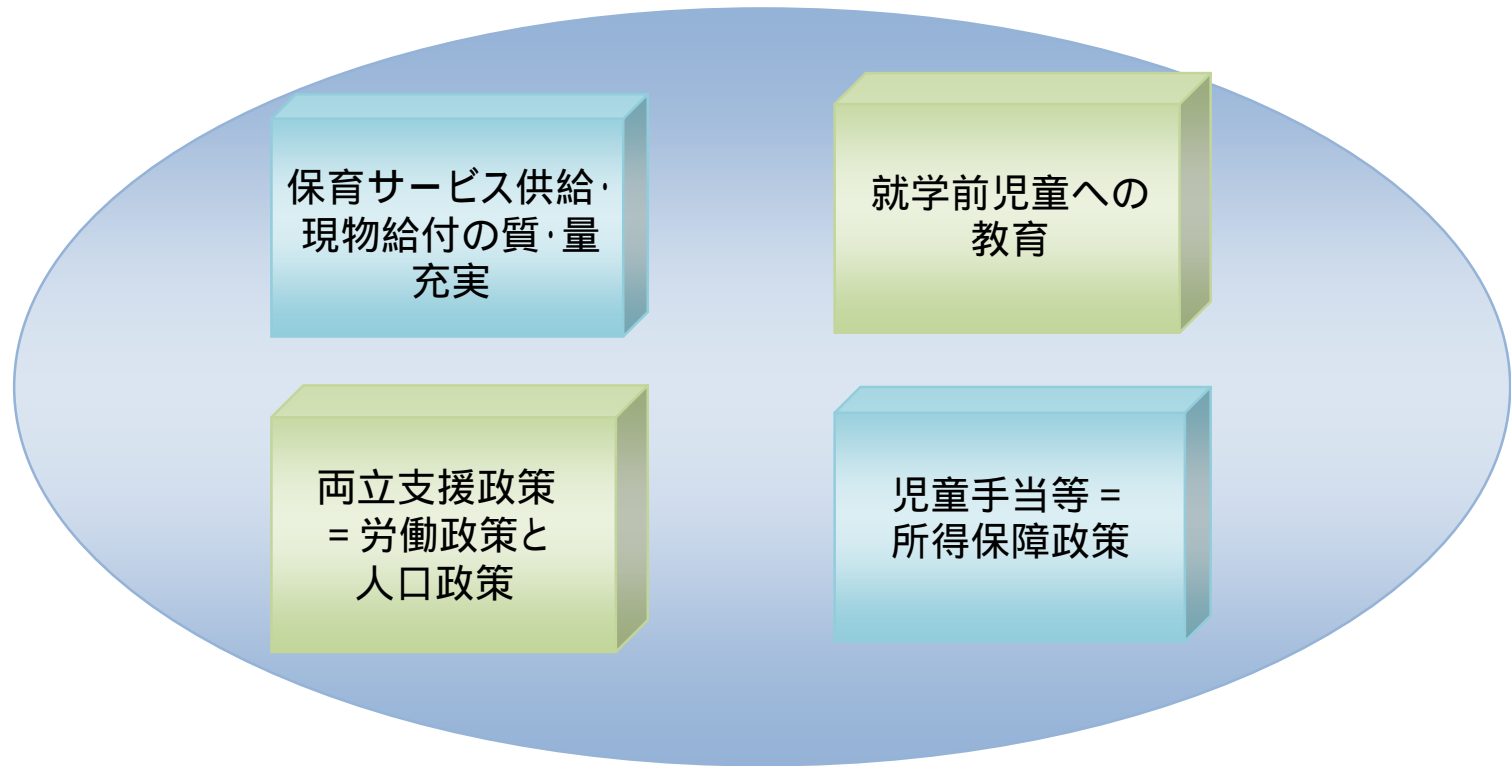 保育サービス供給・
現物給付の質・量
充実
就学前児童への
教育
両立支援政策
=労働政策と
人口政策
児童手当等=
所得保障政策